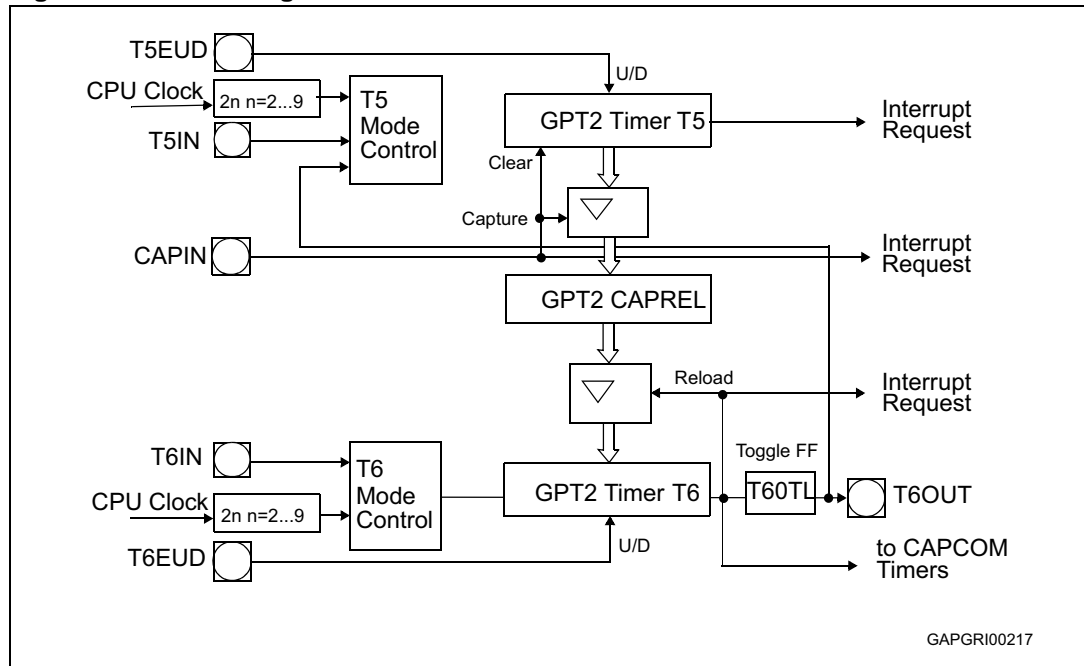 T5EUD
U/D
CPU Clock
2n n=2...9
T5
Mode
Control
GPT2 Timer T5
Interrupt
Request
T5IN
Clear
Capture
CAPIN
Interrupt
Request
GPT2 CAPREL
Reload
Interrupt
Request
T6IN
T6
Mode
Control
Toggle FF
GPT2 Timer T6
T60TL
T6OUT
CPU Clock
2n n=2...9
T6EUD
U/D
to CAPCOM
Timers
GAPGRI00217